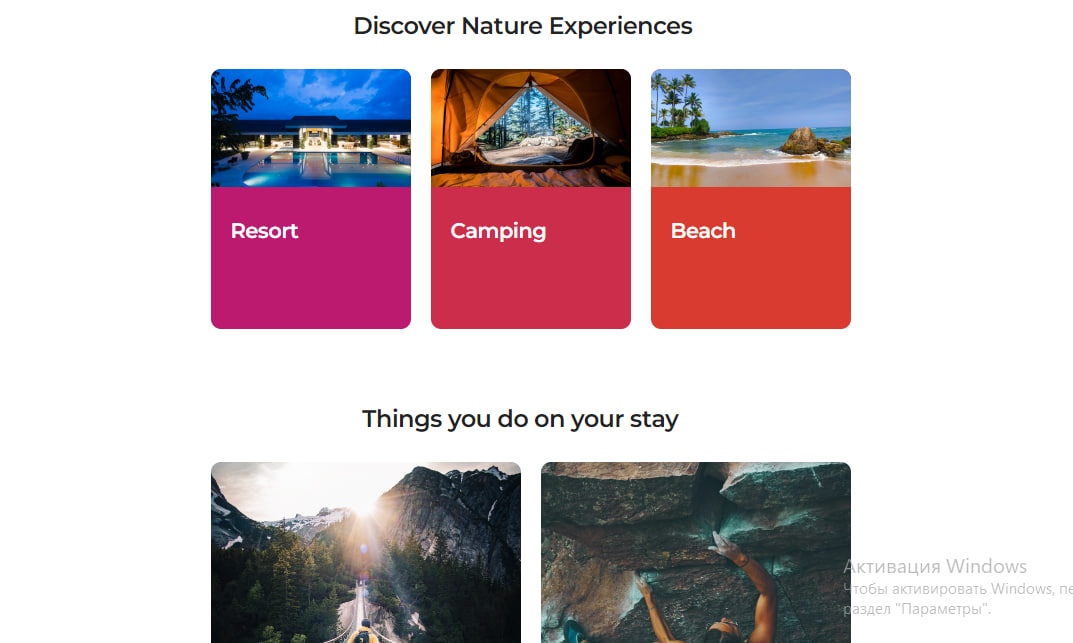 Discover Nature Experiences
Resort
Camping
Beach
Things you do on your stay
Активация Windows
Чтобы активировать Windows, пе
раздел "Параметры".